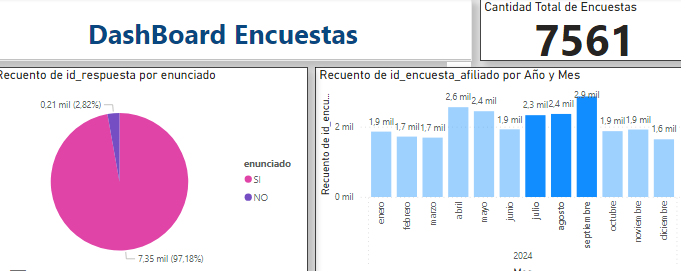 DashBoard Encuestas
Cantidad Total de Encuestas
7561
Recuento de id_respuesta por enunciado
0,21 mil (2,82%)
enunciado
SI
NO
7,35 mil (97,18%)
Recuento de id_encuesta_afiliado por Año y Mes
Recuento de id_encu...
2 mil
0 mil
1,9 mil
1,7 mil
1,7 mil
2,6 mil
2,4 mil
1,9 mil
2,3 mil
2,4 mil
2,9 mil
1,9 mil
1,9 mil
1,6 mil
enero
febrero
marzo
abril
mayo
junio
julio
agosto
septiembre
octubre
noviembre
diciembre
2024